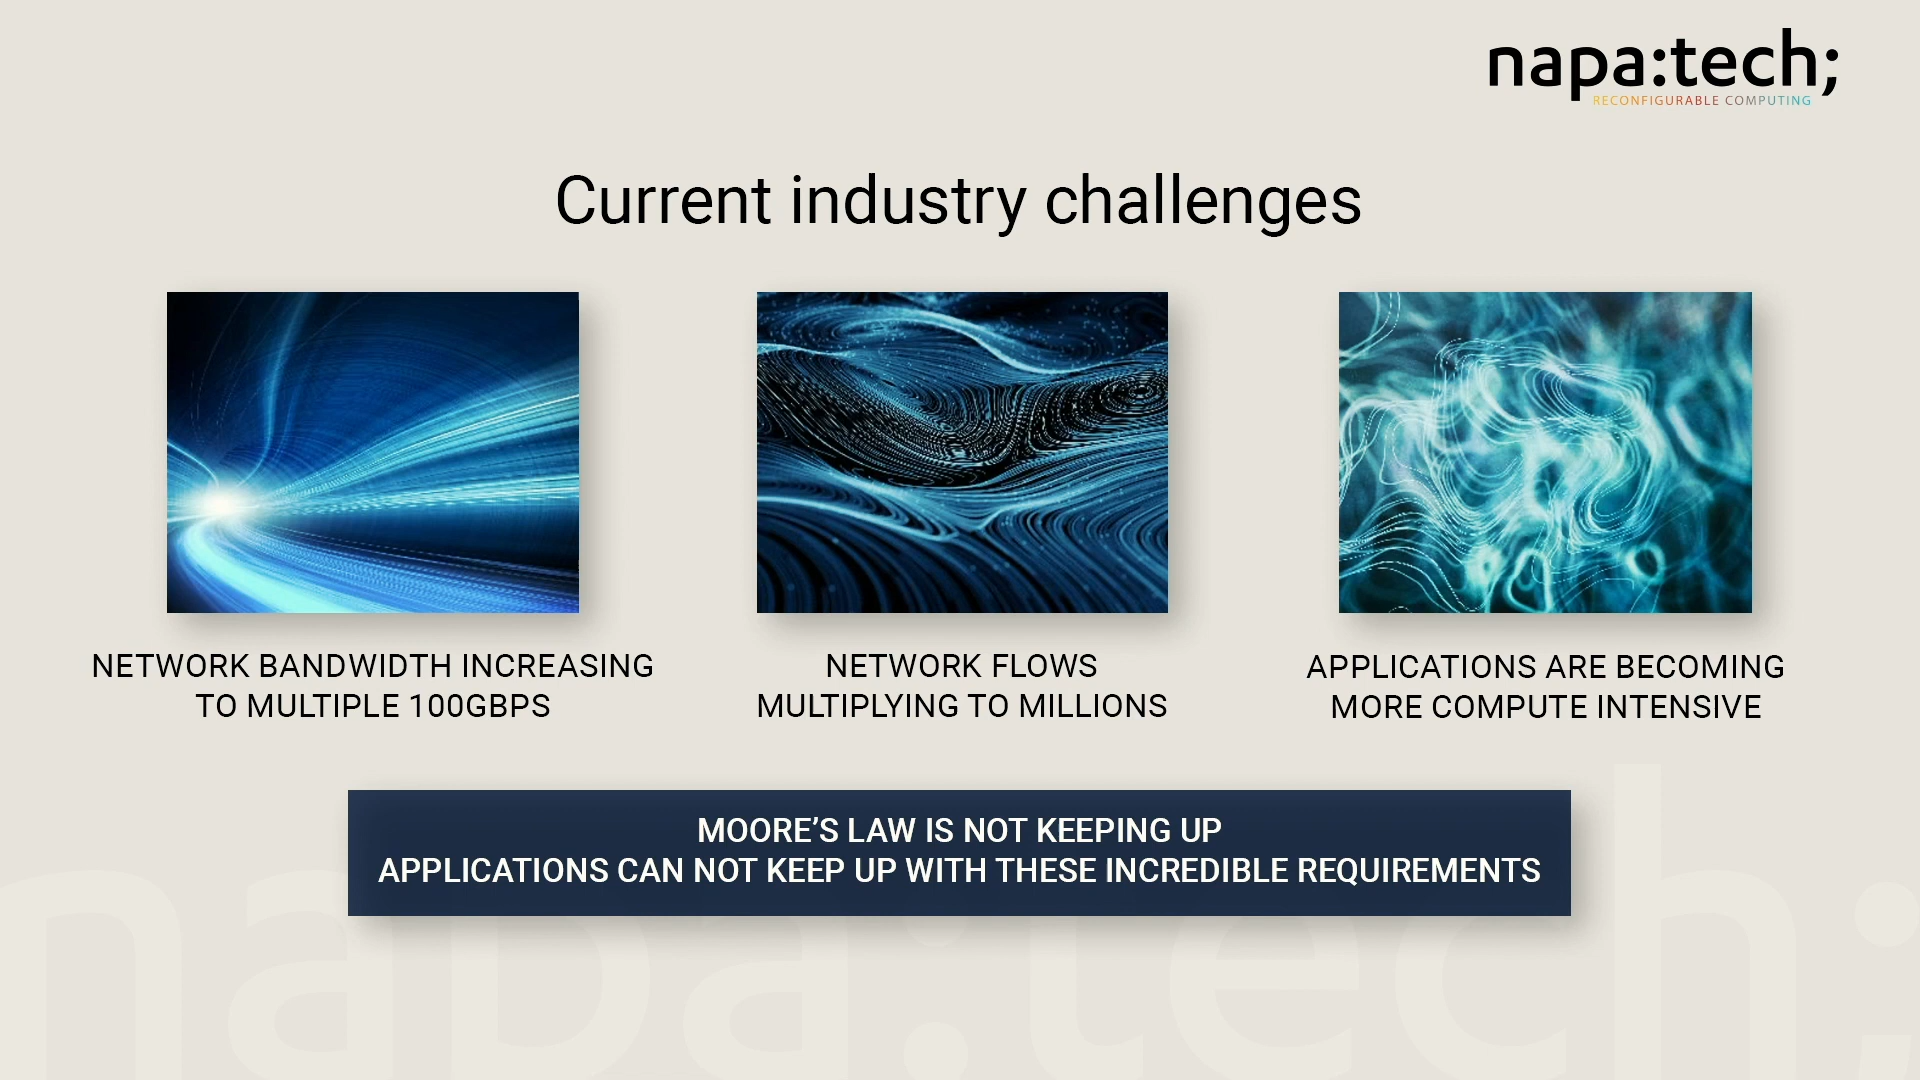 napa:tech;
RECONFIGURABLE COMPUTING
Current industry challenges
NETWORK BANDWIDTH INCREASING
TO MULTIPLE 100GBPS
NETWORK FLOWS
MULTIPLYING TO MILLIONS
APPLICATIONS ARE BECOMING
MORE COMPUTE INTENSIVE
MOORE’S LAW IS NOT KEEPING UP
APPLICATIONS CAN NOT KEEP UP WITH THESE INCREDIBLE REQUIREMENTS
napa:tech;